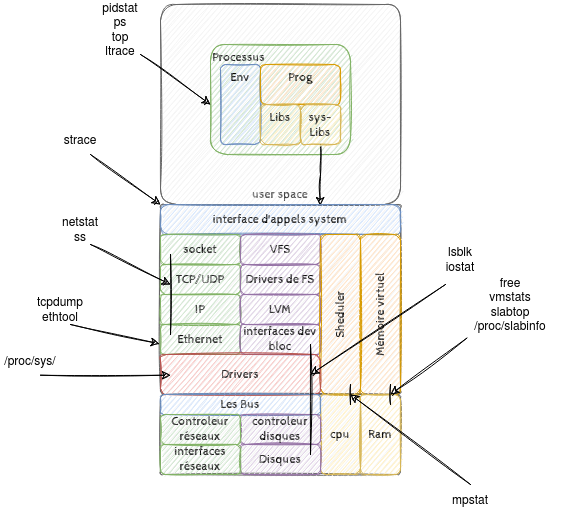 pidstat
ps
top
ltrace
Processus
Env
Prog
Libs
sys-
Libs
strace
user space
interface d'appels system
netstat
ss
socket
VFS
TCP/UDP
Drivers de FS
IP
LVM
Ethernet
interfaces dev
bloc
Sheduler
Mémoire virtuel
lsblk
iostat
free
vmstats
slabtop
/proc/slabinfo
tcpdump
ethtool
/proc/sys/
Drivers
Les Bus
Controleur
réseaux
controleur
disques
cpu
Ram
interfaces
réseaux
Disques
mpstat